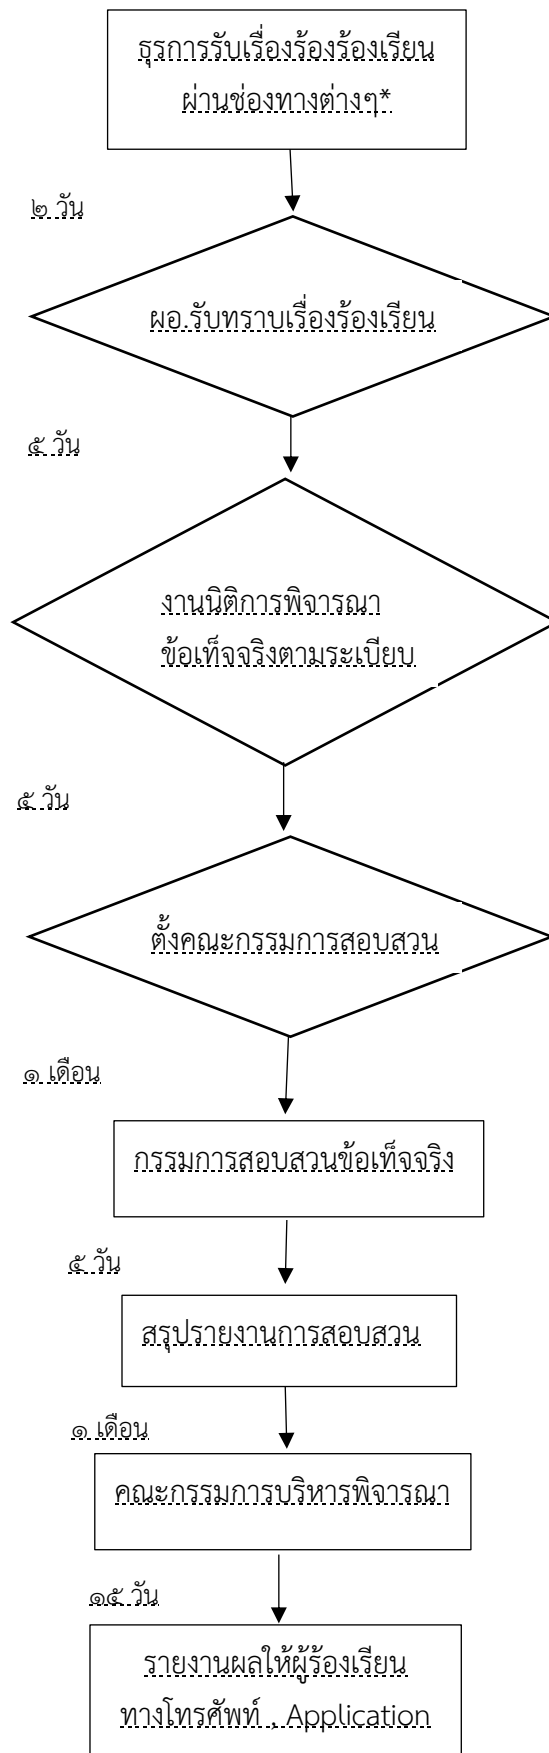 ธุรการรับเรื่องร้องร้องเรียน
ผ่านช่องทางต่างๆ*
๒ วัน
ผอ.รับทราบเรื่องร้องเรียน
๕ วัน
งานนิติการพิจารณา
ข้อเท็จจริงตามระเบียบ
๕ วัน
ตั้งคณะกรรมการสอบสวน
๑ เดือน
กรรมการสอบสวนข้อเท็จจริง
๕ วัน
สรุปรายงานการสอบสวน
๑ เดือน
คณะกรรมการบริหารพิจารณา
๑๕ วัน
รายงานผลให้ผู้ร้องเรียน
ทางโทรศัพท์ , Application